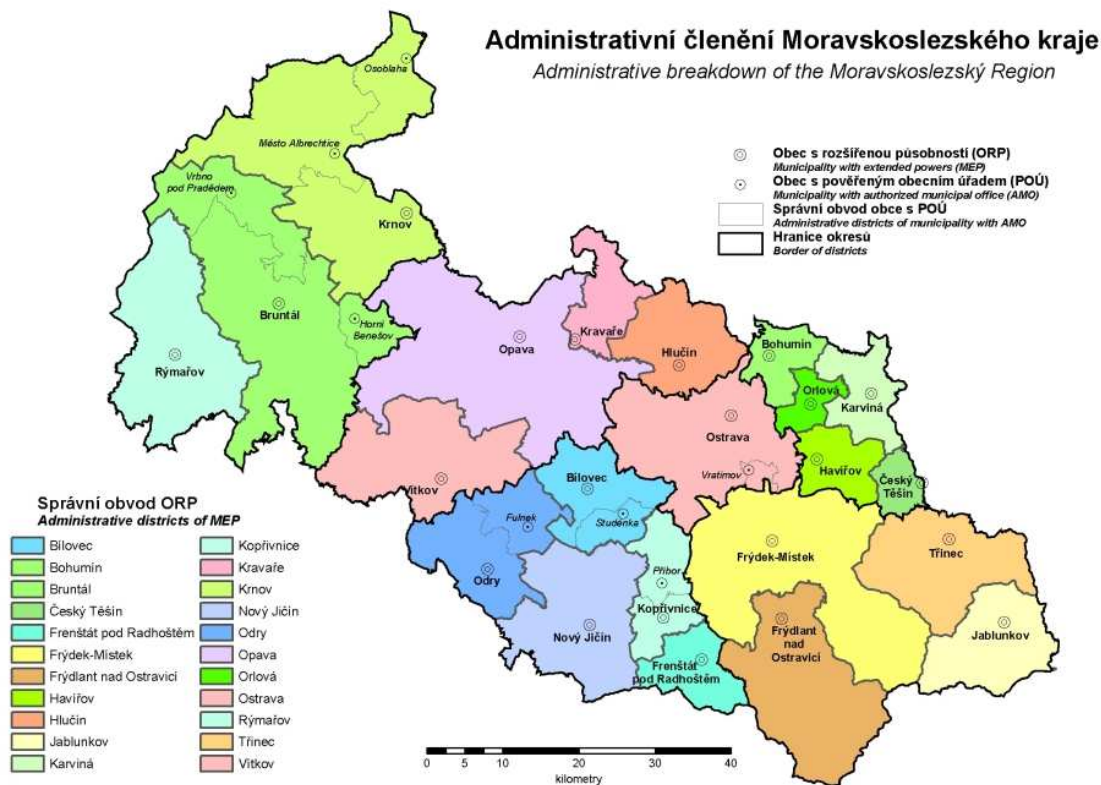 Administrativní členění Moravskoslezského kraje
Administrative breakdown of the Moravskoslezský Region
Obec s rozšířenou působností (ORP)
Municipality with extended powers (MEP)
Obec s pověřeným obecním úřadem (POÚ)
Municipality with authorized municipal office (AMO)
Správní obvod obce s POÚ
Administrative districts of municipality with AMO
Hranice okresů
Border of districts
Osoblaha
Město Albrechtice
Vrbno
pod Pradědem
Krnov
Bruntál
Horní
Benešov
Rýmařov
Opava
Kravaře
Hlučín
Bohumín
Orlová
Karviná
Ostrava
Vratimov
Havířov
Český
Těšín
Vítkov
Bílovec
Studénka
Fulnek
Odry
Příbor
Kopřivnice
Nový Jičín
Frenštát
pod Radhoštěm
Frýdek-Místek
Frýdlant
nad
Ostravicí
Třinec
Jablunkov
Správní obvod ORP
Administrative districts of MEP
Bílovec
Bohumín
Bruntál
Český Těšín
Frenštát pod Radhoštěm
Frýdek-Místek
Frýdlant nad Ostravicí
Havířov
Hlučín
Jablunkov
Karviná
Kopřivnice
Kravaře
Krnov
Nový Jičín
Odry
Opava
Orlová
Ostrava
Rýmařov
Třinec
Vítkov
0 5 10 20 30 40
kilometry